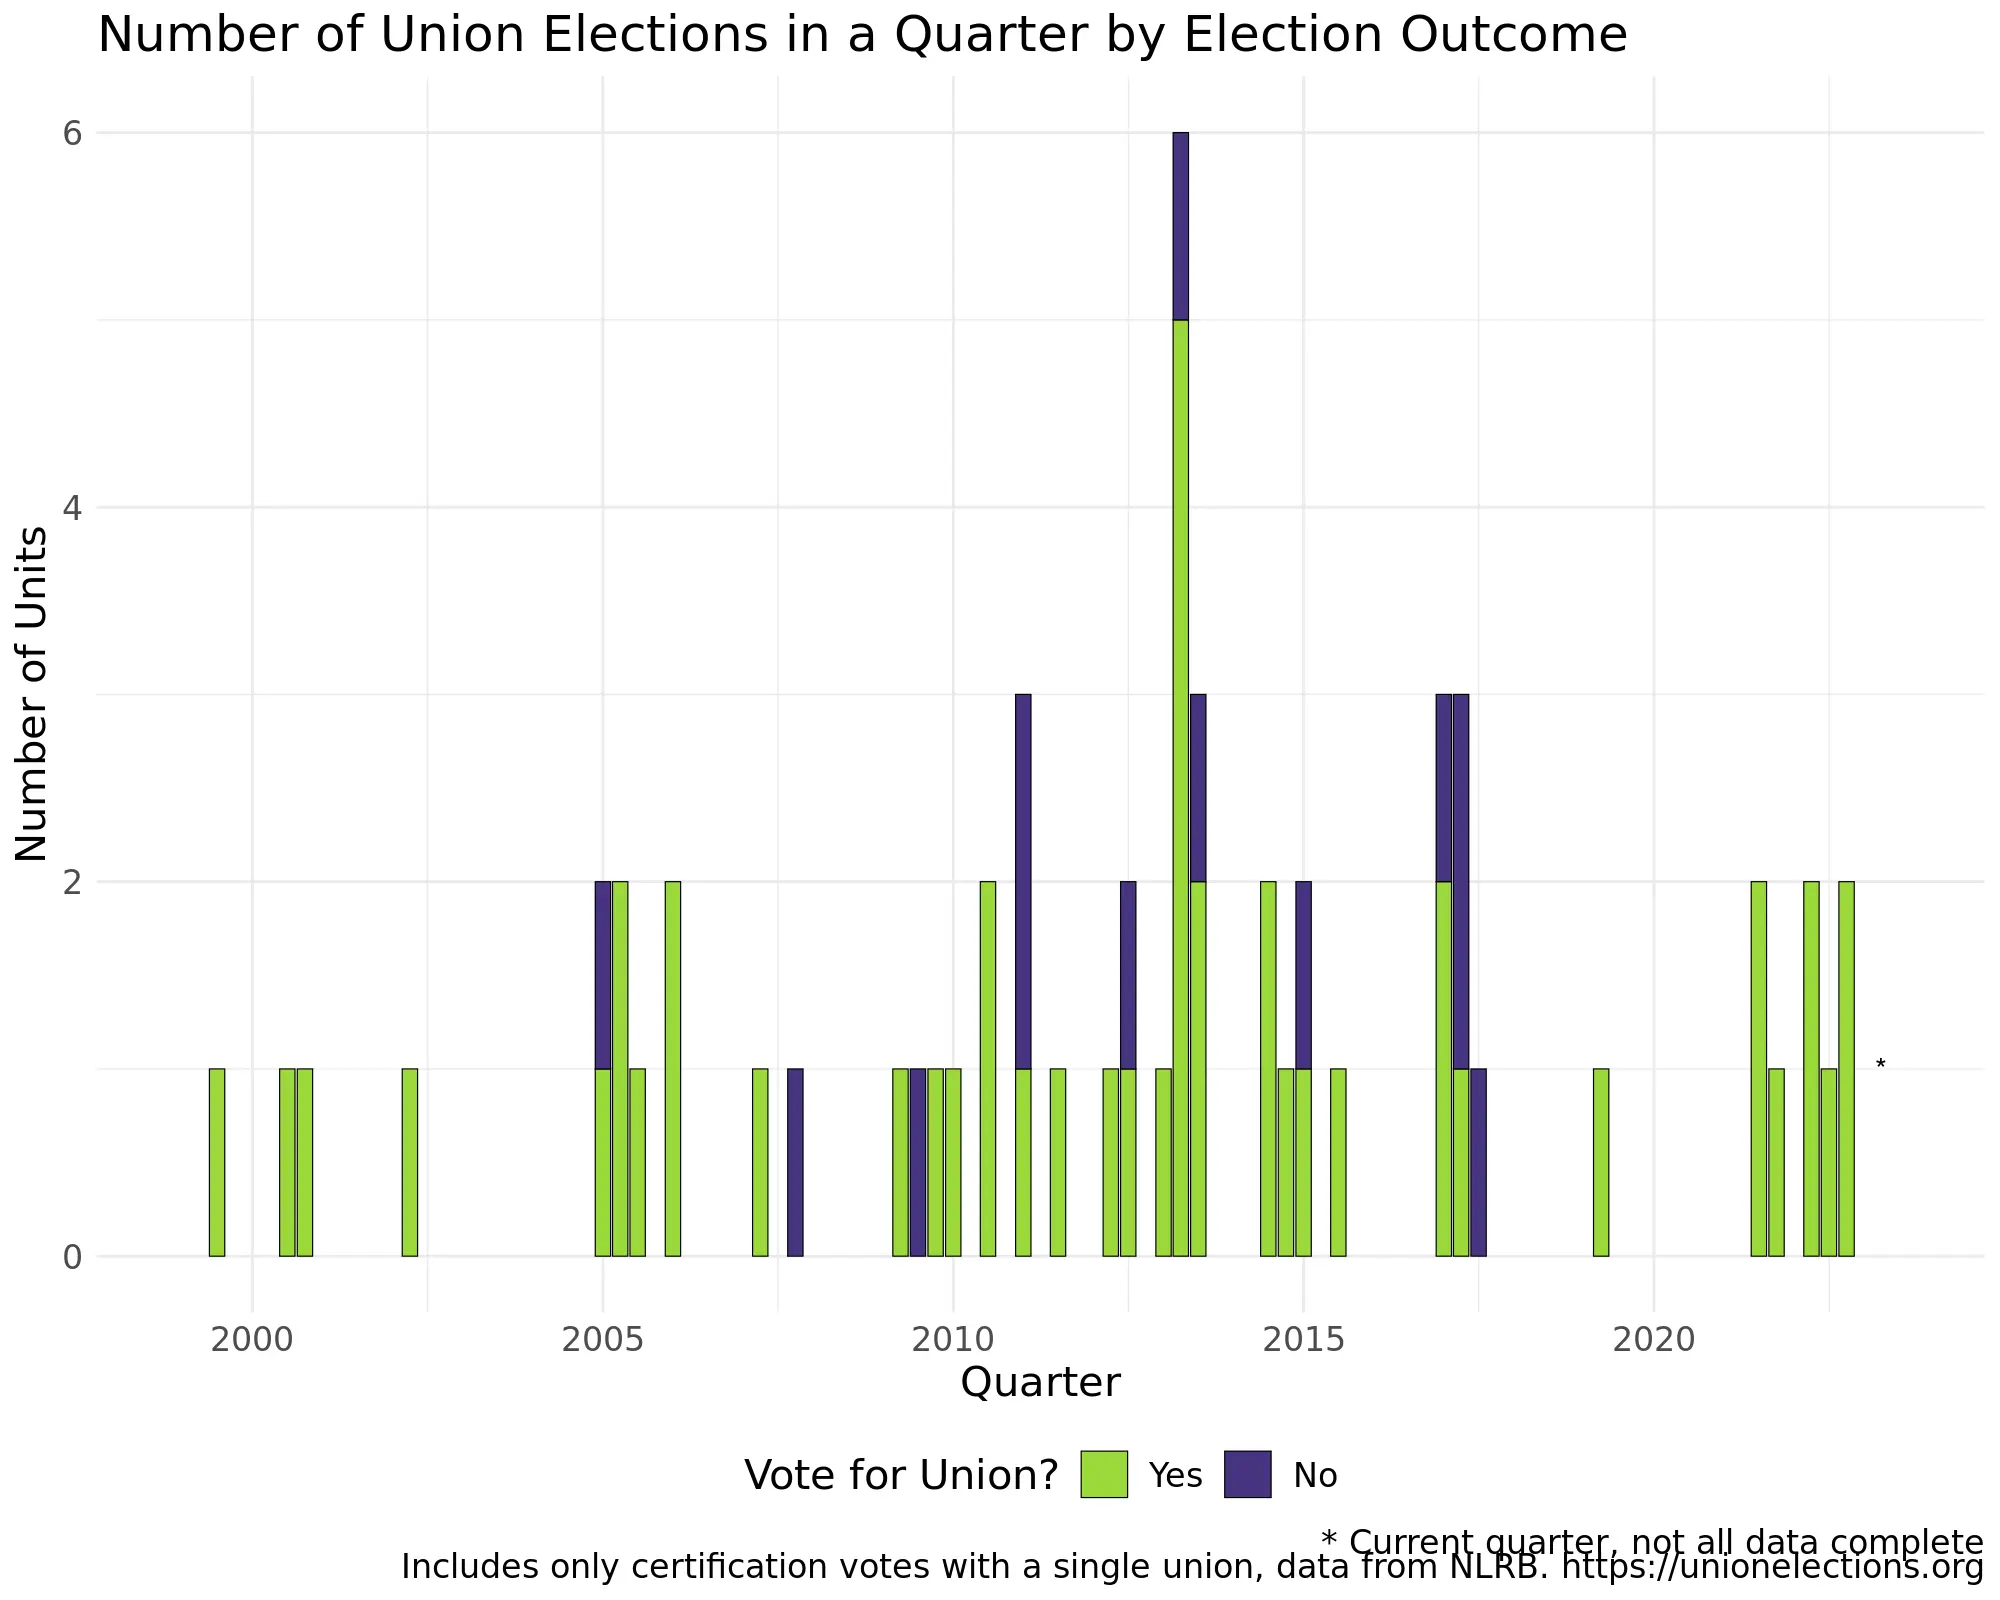 Number of Union Elections in a Quarter by Election Outcome
6
4
2
0
Number of Units
*
2000 2005 2010 2015 2020
Quarter
Vote for Union? Yes No
* Current quarter, not all data complete
Includes only certification votes with a single union, data from NLRB. https://unionelections.org